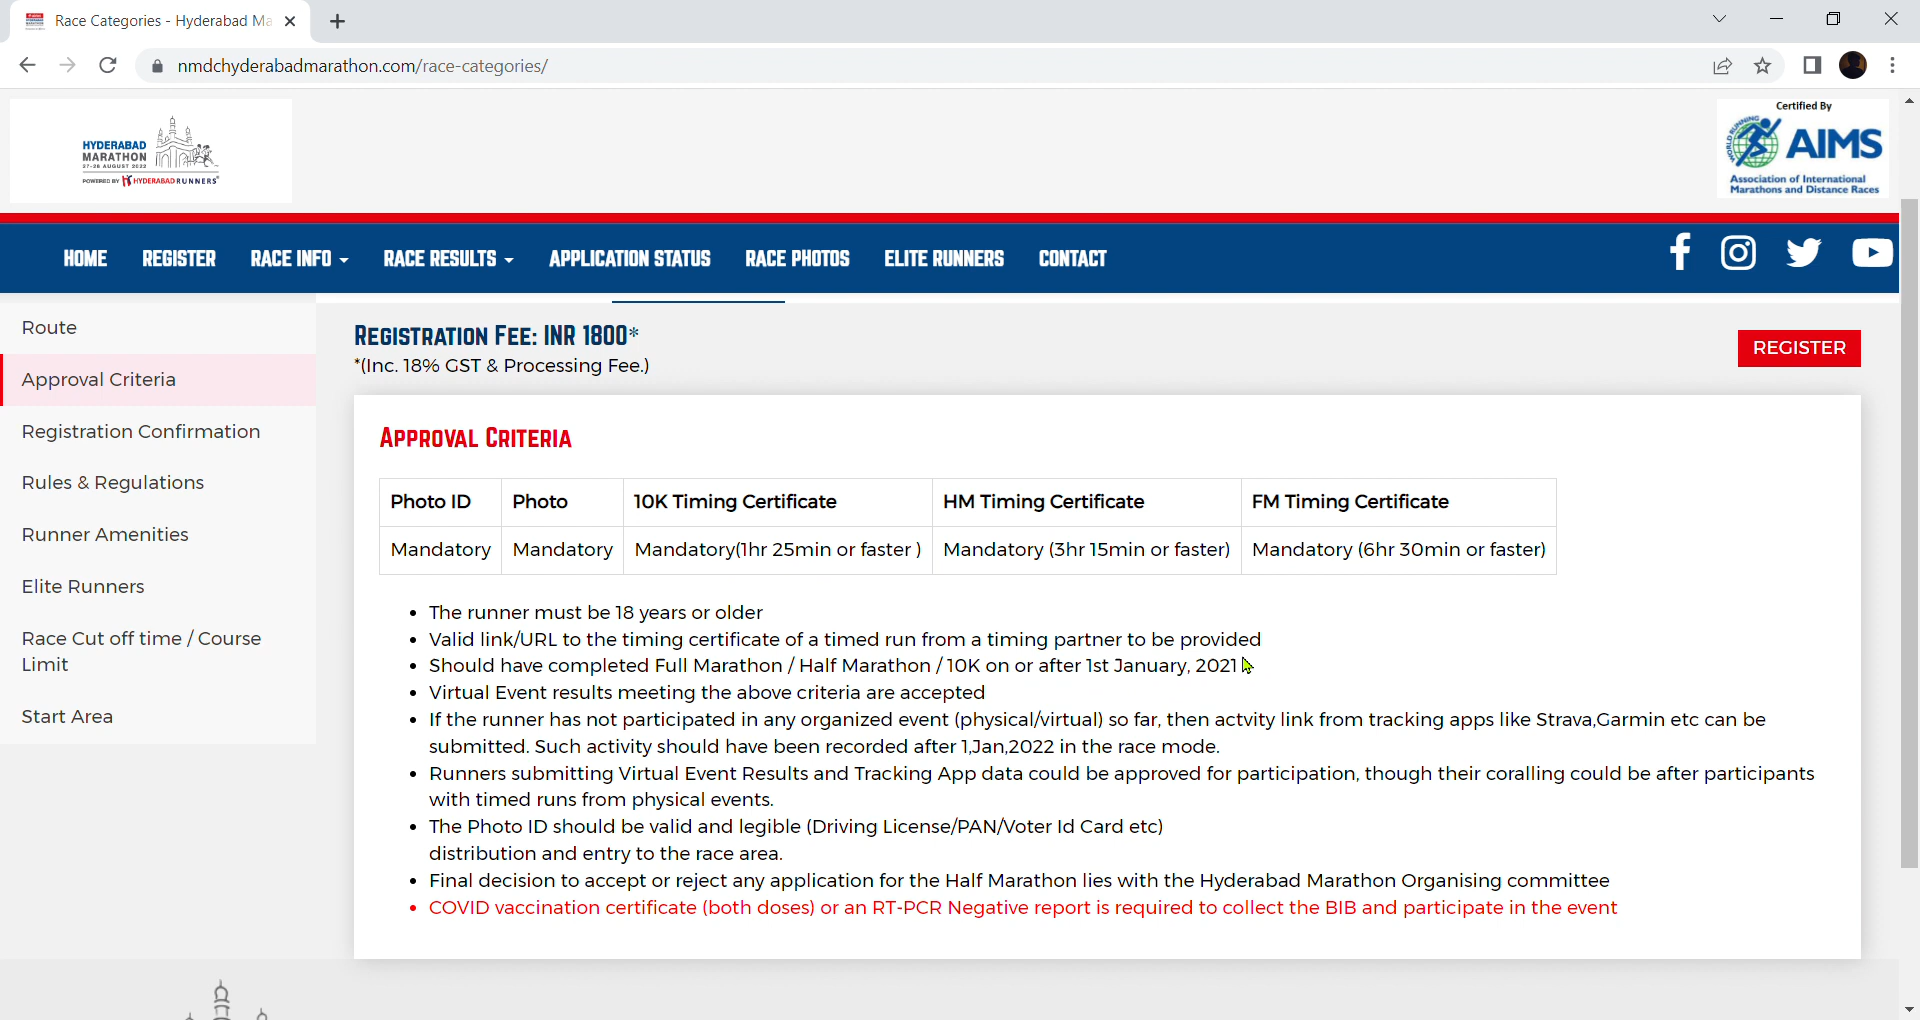 Race Categories - Hyderabad Ma
nmdchyderabadmarathon.com/race-categories/
HYDERABAD
MARATHON
27-28 AUGUST 2022
POWERED BY HYDERABAD RUNNERS
Certified By
WORLD RUNNING
AIMS
Association of International
Marathons and Distance Races
HOME REGISTER RACE INFO RACE RESULTS APPLICATION STATUS RACE PHOTOS ELITE RUNNERS CONTACT
Route
Approval Criteria
Registration Confirmation
Rules & Regulations
Runner Amenities
Elite Runners
Race Cut off time / Course
Limit
Start Area
REGISTRATION FEE: INR 1800*
*(Inc. 18% GST & Processing Fee.)
REGISTER
APPROVAL CRITERIA
Photo ID Photo 10K Timing Certificate HM Timing Certificate FM Timing Certificate
Mandatory Mandatory Mandatory(1hr 25min or faster ) Mandatory (3hr 15min or faster) Mandatory (6hr 30min or faster)
• The runner must be 18 years or older
• Valid link/URL to the timing certificate of a timed run from a timing partner to be provided
• Should have completed Full Marathon / Half Marathon / 10K on or after 1st January, 2021
• Virtual Event results meeting the above criteria are accepted
• If the runner has not participated in any organized event (physical/virtual) so far, then actvity link from tracking apps like Strava,Garmin etc can be
submitted. Such activity should have been recorded after 1,Jan,2022 in the race mode.
• Runners submitting Virtual Event Results and Tracking App data could be approved for participation, though their coralling could be after participants
with timed runs from physical events.
• The Photo ID should be valid and legible (Driving License/PAN/Voter Id Card etc)
distribution and entry to the race area.
• Final decision to accept or reject any application for the Half Marathon lies with the Hyderabad Marathon Organising committee
• COVID vaccination certificate (both doses) or an RT-PCR Negative report is required to collect the BIB and participate in the event